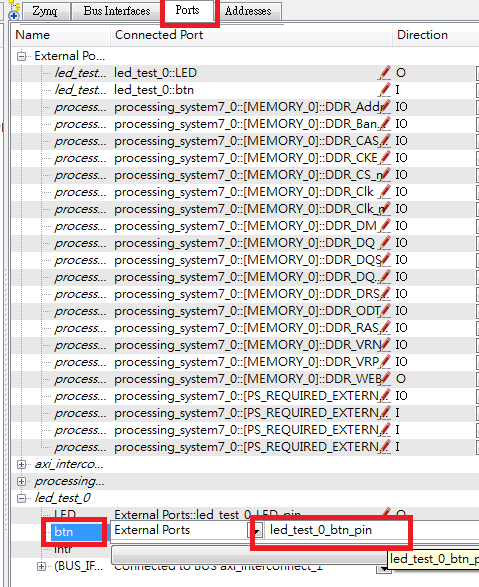 Zynq Bus Interfaces Ports Addresses
Name Connected Port Direction
External Po...
led_test... led_test_0::LED O
led_test... led_test_0::btn I
process... processing_system7_0::[MEMORY_0]::DDR_Addr IO
process... processing_system7_0::[MEMORY_0]::DDR_Ban IO
process... processing_system7_0::[MEMORY_0]::DDR_CAS IO
process... processing_system7_0::[MEMORY_0]::DDR_CKE IO
process... processing_system7_0::[MEMORY_0]::DDR_CS_n IO
process... processing_system7_0::[MEMORY_0]::DDR_Clk IO
process... processing_system7_0::[MEMORY_0]::DDR_Clk_n IO
process... processing_system7_0::[MEMORY_0]::DDR_DM IO
process... processing_system7_0::[MEMORY_0]::DDR_DQ IO
process... processing_system7_0::[MEMORY_0]::DDR_DQS IO
process... processing_system7_0::[MEMORY_0]::DDR_DQ... IO
process... processing_system7_0::[MEMORY_0]::DDR_DRS IO
process... processing_system7_0::[MEMORY_0]::DDR_ODT IO
process... processing_system7_0::[MEMORY_0]::DDR_RAS IO
process... processing_system7_0::[MEMORY_0]::DDR_VRN IO
process... processing_system7_0::[MEMORY_0]::DDR_VRP IO
process... processing_system7_0::[MEMORY_0]::DDR_WEB O
process... processing_system7_0::[PS_REQUIRED_EXTERN IO
process... processing_system7_0::[PS_REQUIRED_EXTERN I
process... processing_system7_0::[PS_REQUIRED_EXTERN I
process... processing_system7_0::[PS_REQUIRED_EXTERN I
axi_interco...
processing...
led_test_0
LED External Ports::led_test_0_LED_pin O
btn External Ports led_test_0_btn_pin
intr led_test_0_btn_p
(BUS_IF... Connected to BUS axi_interconnect_1